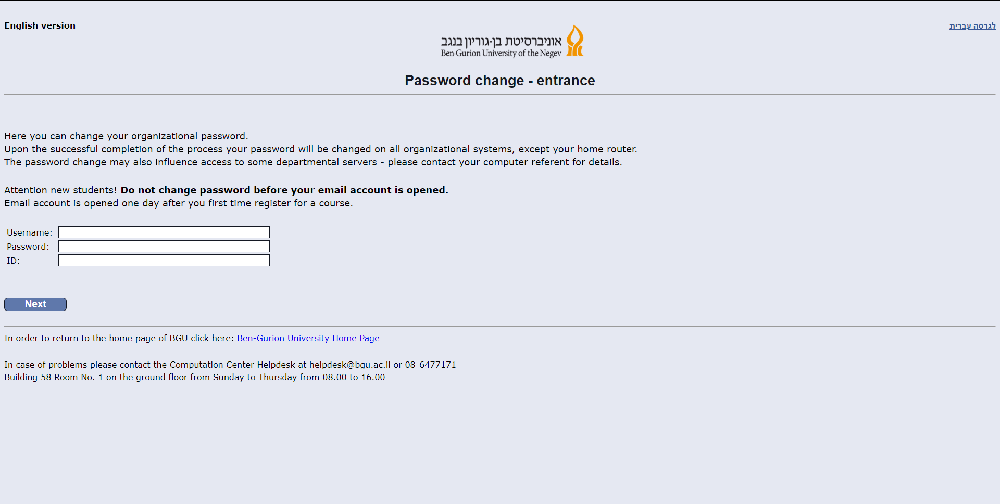 English version
לגרסה עברית
אוניברסיטת בן-גוריון בנגב
Ben-Gurion University of the Negev
Password change - entrance
Here you can change your organizational password.
Upon the successful completion of the process your password will be changed on all organizational systems, except your home router.
The password change may also influence access to some departmental servers - please contact your computer referent for details.
Attention new students! Do not change password before your email account is opened.
Email account is opened one day after you first time register for a course.
Username:
Password:
ID:
Next
In order to return to the home page of BGU click here: Ben-Gurion University Home Page
In case of problems please contact the Computation Center Helpdesk at helpdesk@bgu.ac.il or 08-6477171
Building 58 Room No. 1 on the ground floor from Sunday to Thursday from 08.00 to 16.00